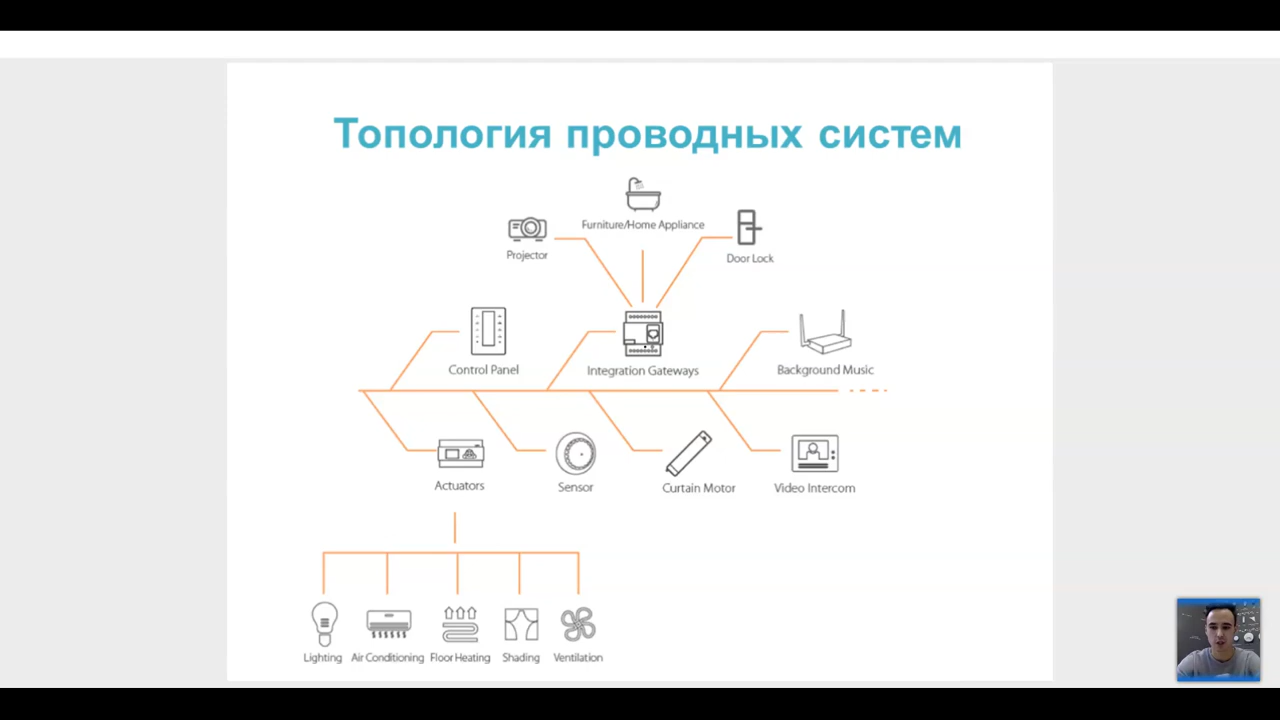 Топология проводных систем
Furniture/Home Appliance
Projector
Door Lock
Control Panel
Integration Gateways
Background Music
Actuators
Sensor
Curtain Motor
Video Intercom
Lighting
Air Conditioning
Floor Heating
Shading
Ventilation